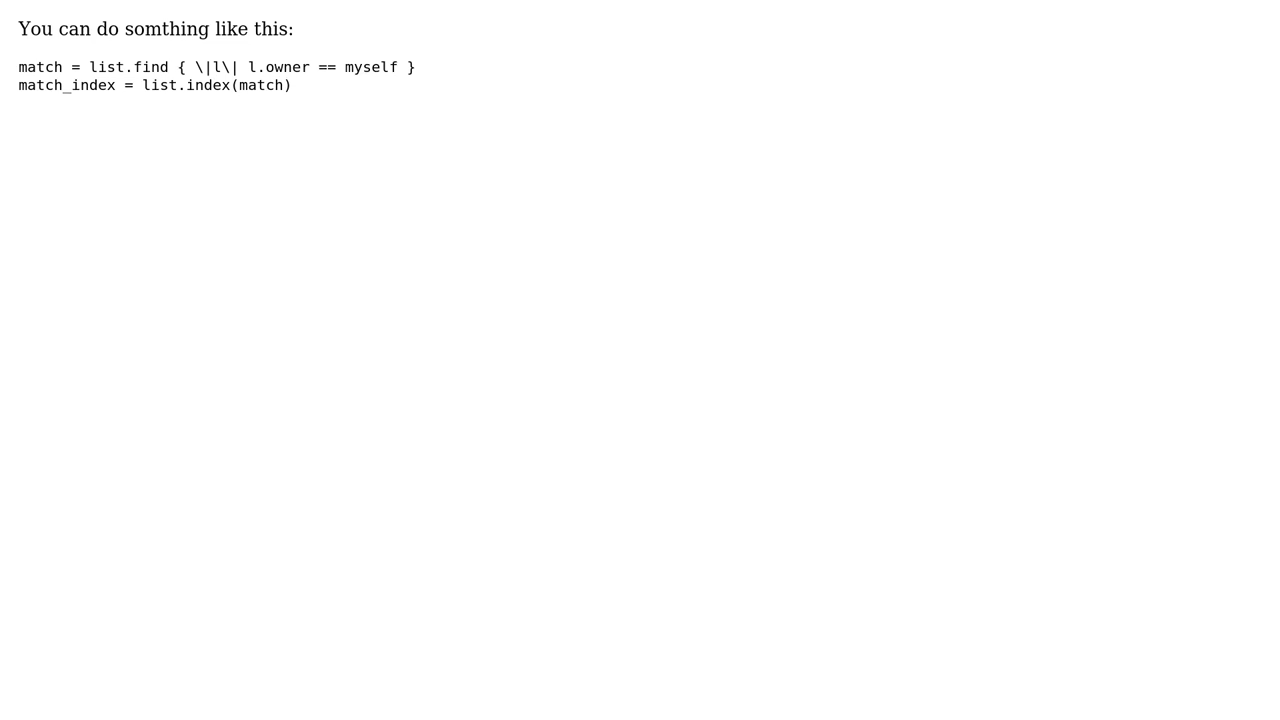 You can do somthing like this:
match = list.find { \|l\| l.owner == myself }
match_index = list.index(match)